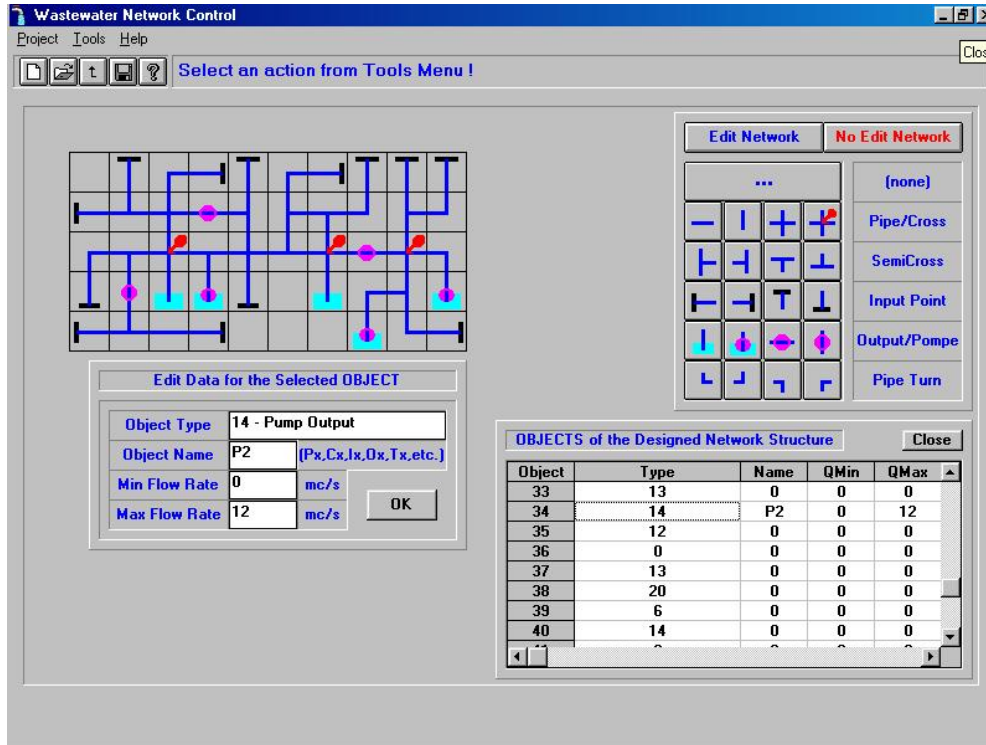 Wastewater Network Control
Project Tools Help
Clos
Select an action from Tools Menu !
Edit Network No Edit Network
... (none)
Pipe/Cross
SemiCross
Input Point
Output/Pompe
Pipe Turn
Edit Data for the Selected OBJECT
Object Type 14 - Pump Output
Object Name P2 (Px,Cx,Ix,Ox,Tx,etc.)
Min Flow Rate 0 mc/s
Max Flow Rate 12 mc/s
OK
OBJECTS of the Designed Network Structure Close
Object Type Name QMin QMax
33 13 0 0 0
34 14 P2 0 12
35 12 0 0 0
36 0 0 0 0
37 13 0 0 0
38 20 0 0 0
39 6 0 0 0
40 14 0 0 0